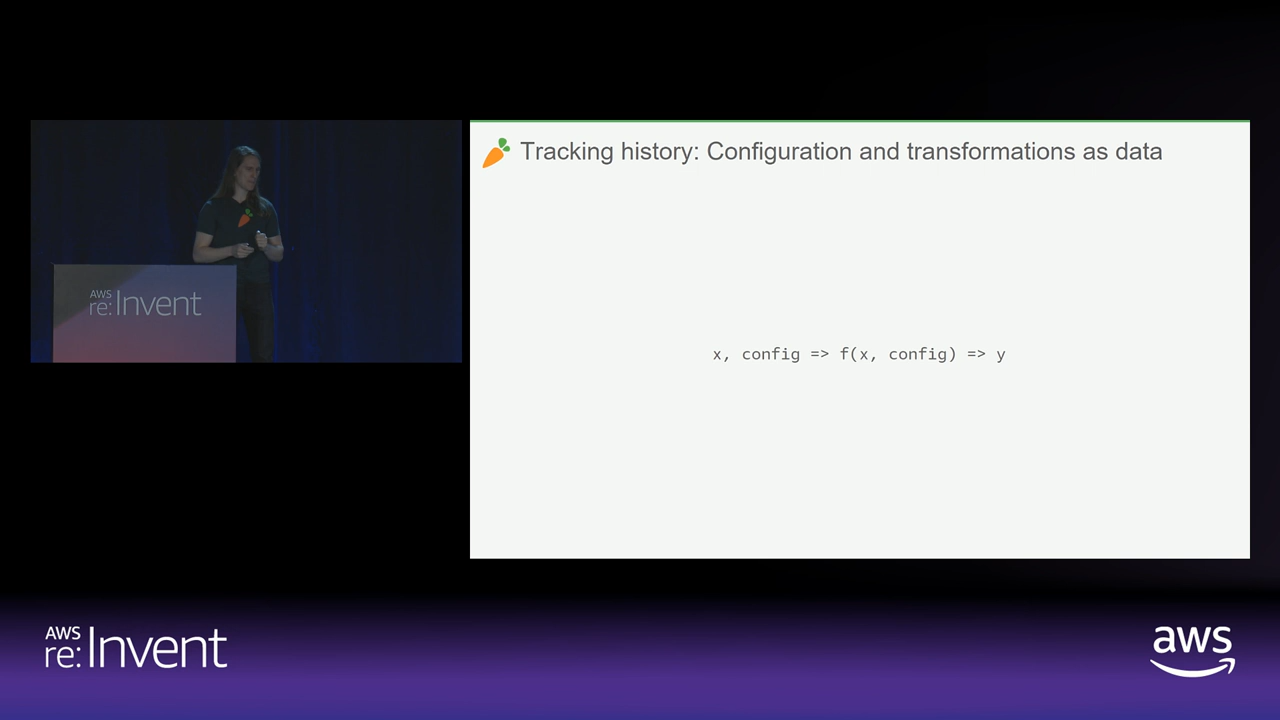 Tracking history: Configuration and transformations as data
AWS
re:Invent
x, config => f(x, config) => y
AWS
re:Invent
aws